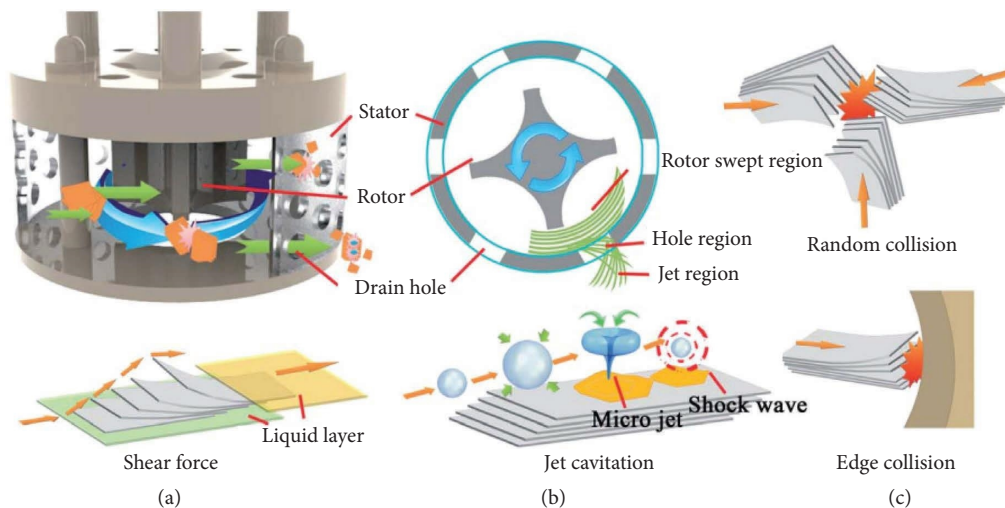 Stator
Rotor
Drain hole
Rotor swept region
Hole region
Jet region
Random collision
Liquid layer
Shear force
(a)
Micro jet
Shock wave
Jet cavitation
(b)
Edge collision
(c)